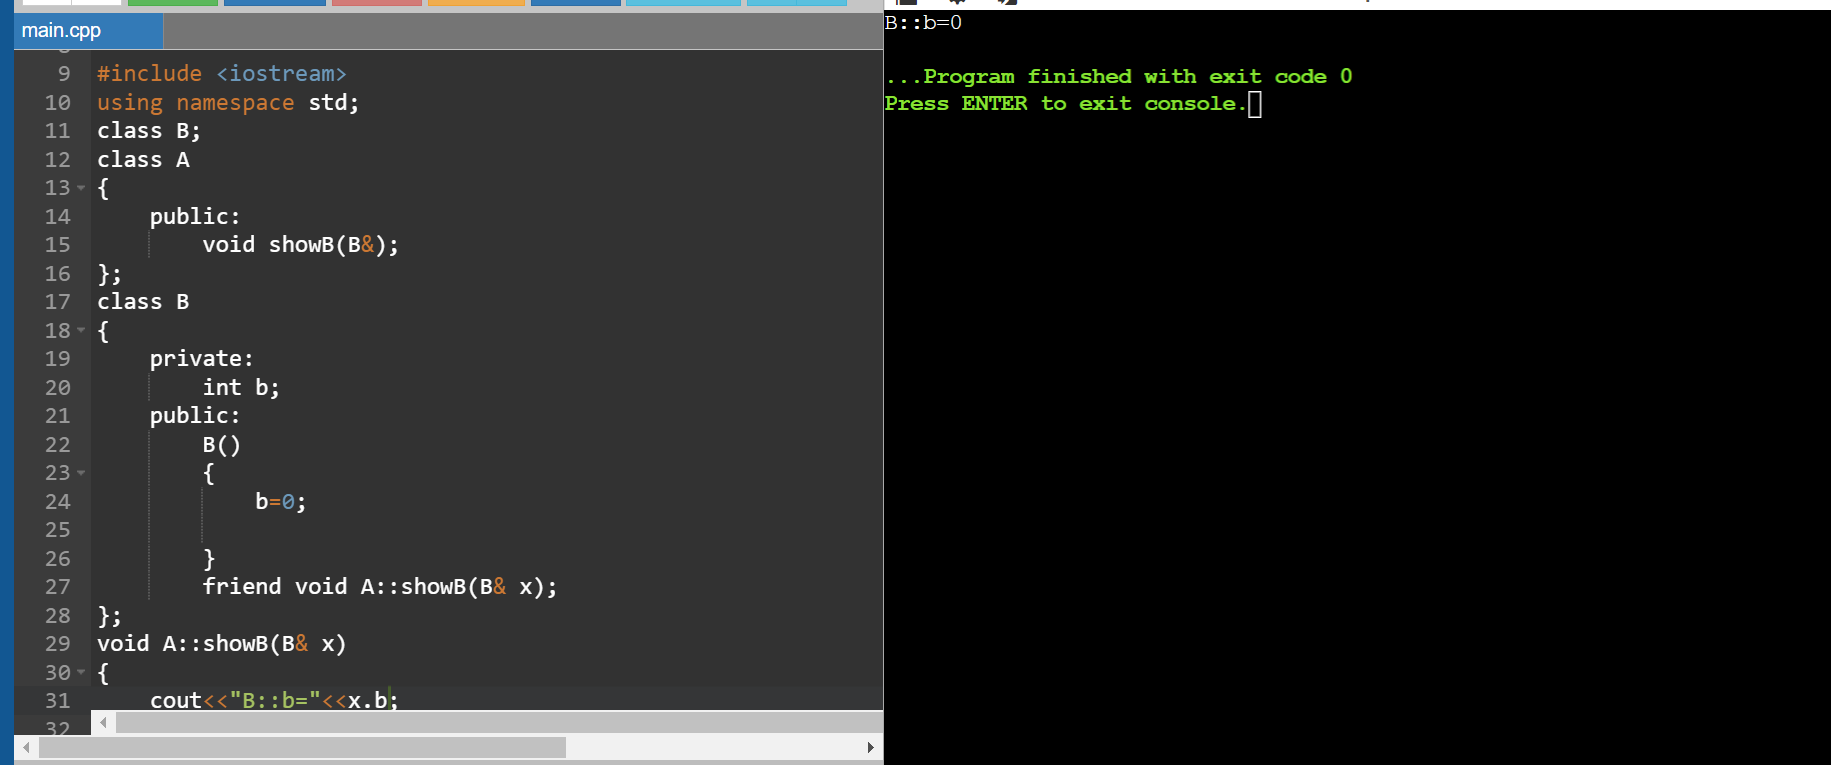 main.cpp
9 #include <iostream>
10 using namespace std;
11 class B;
12 class A
13 {
14     public:
15         void showB(B&);
16 };
17 class B
18 {
19     private:
20         int b;
21     public:
22         B()
23         {
24             b=0;
25
26         }
27         friend void A::showB(B& x);
28 };
29 void A::showB(B& x)
30 {
31     cout<<"B::b="<<x.b;
32
B::b=0
...Program finished with exit code 0
Press ENTER to exit console.